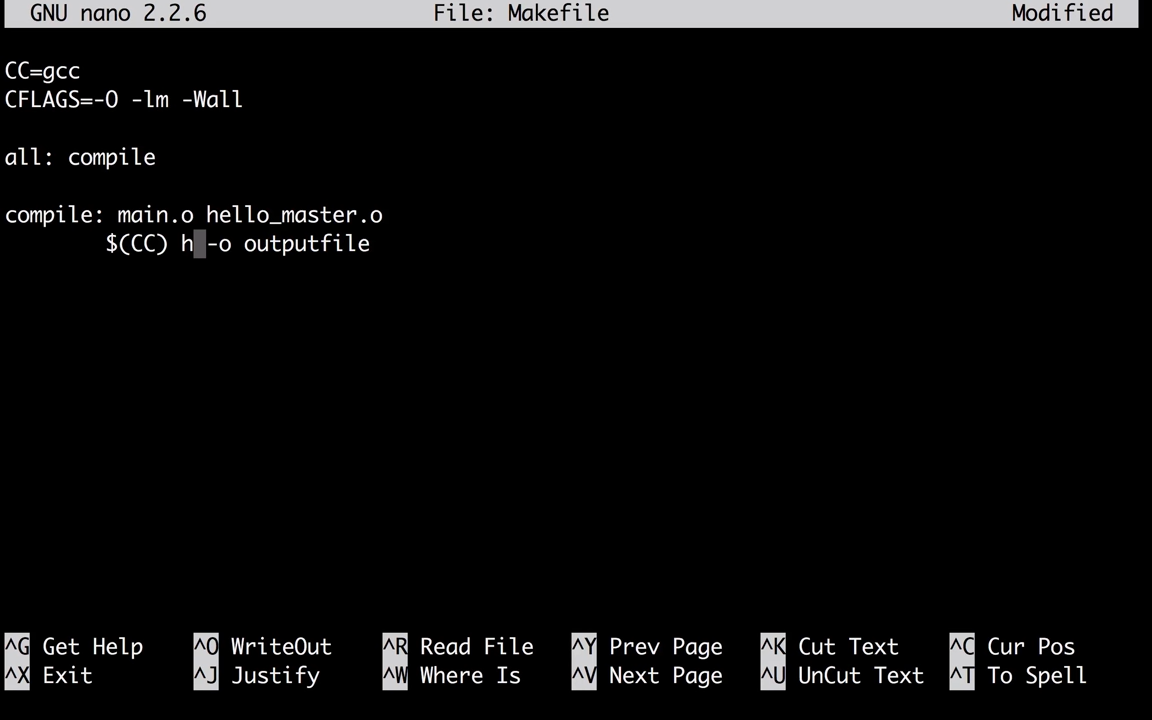 GNU nano 2.2.6 File: Makefile Modified
CC=gcc
CFLAGS=-O -lm -Wall
all: compile
compile: main.o hello_master.o
$(CC) h -o outputfile
^G Get Help ^O WriteOut ^R Read File ^Y Prev Page ^K Cut Text ^C Cur Pos
^X Exit ^J Justify ^W Where Is ^V Next Page ^U UnCut Text ^T To Spell